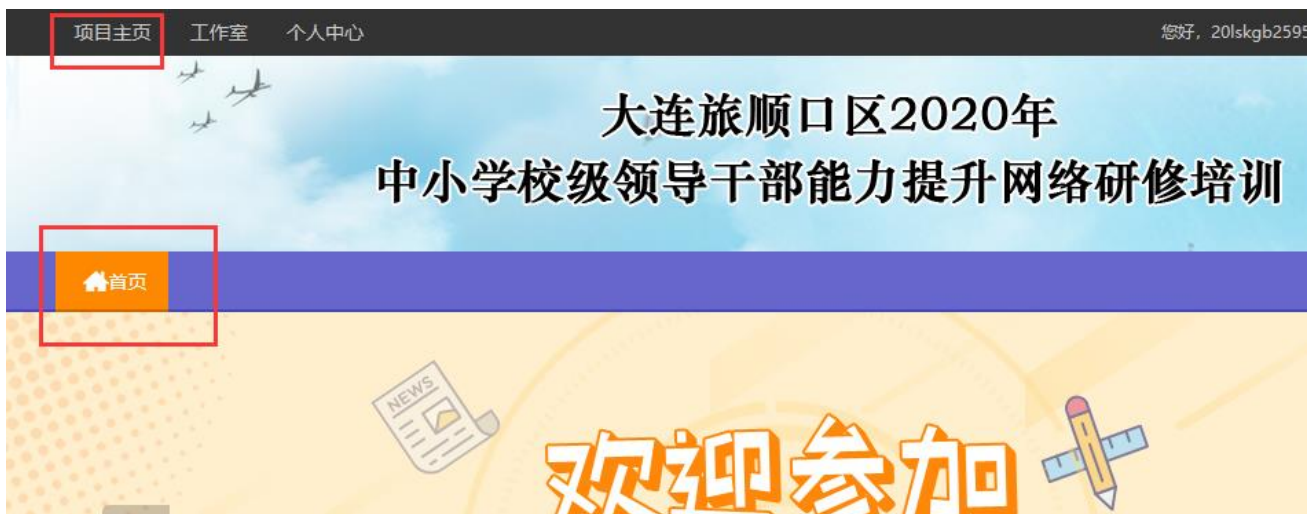 项目主页 工作室 个人中心 您好，20lskgb2595
大连旅顺口区2020年
中小学校级领导干部能力提升网络研修培训
首页
NEWS
欢迎参加